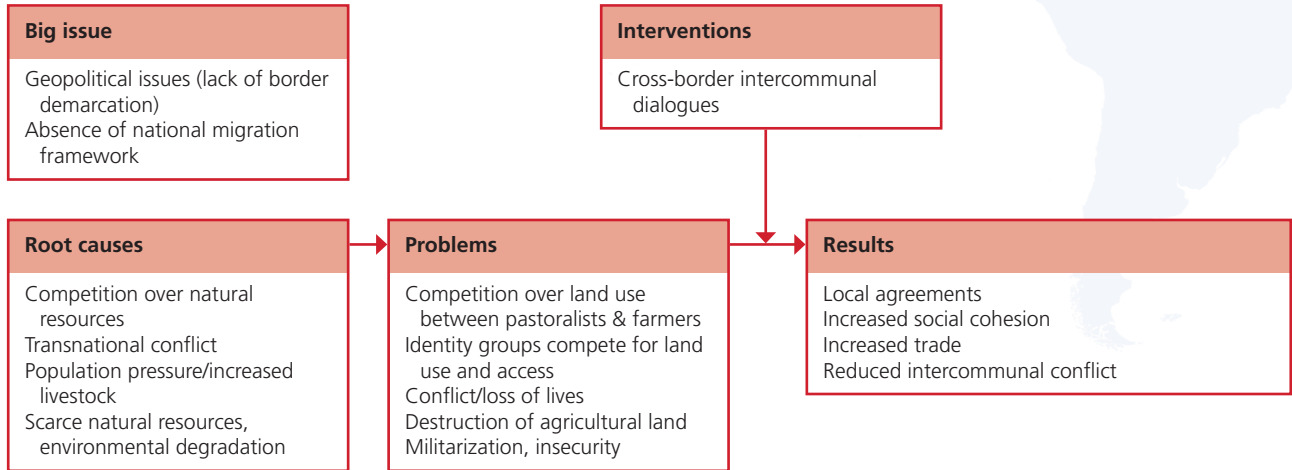 Big issue
Geopolitical issues (lack of border
demarcation)
Absence of national migration
framework
Interventions
Cross-border intercommunal
dialogues
Root causes
Competition over natural
resources
Transnational conflict
Population pressure/increased
livestock
Scarce natural resources,
environmental degradation
Problems
Competition over land use
between pastoralists & farmers
Identity groups compete for land
use and access
Conflict/loss of lives
Destruction of agricultural land
Militarization, insecurity
Results
Local agreements
Increased social cohesion
Increased trade
Reduced intercommunal conflict